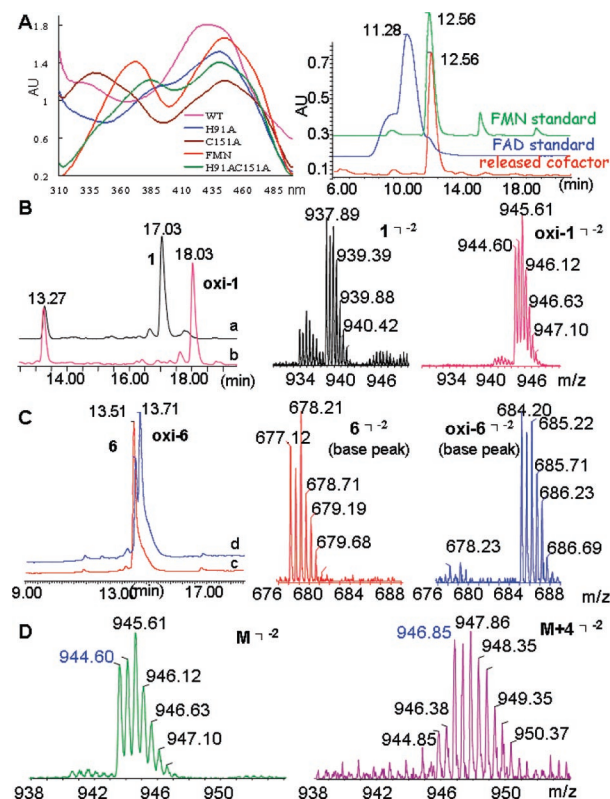 A
1.8
1.4
1
0.6
0.2
AU
WT
H91A
C151A
FMN
H91AC151A
310 335 360 385 410 435 460 485 nm
0.7
0.5
0.3
0.1
AU
11.28
12.56
12.56
FMN standard
FAD standard
released cofactor
6.00 10.00 14.00 18.00
(min)
B
13.27
17.03
1
18.03
oxi-1
a
b
14.00 16.00 18.00
(min)
937.89
1 ¬ -2
939.39
939.88
940.42
934 940 946
945.61
oxi-1 ¬ -2
944.60
946.12
946.63
947.10
934 940 946 m/z
C
13.51 13.71
6 oxi-6
d
c
9.00 13.00 17.00
(min)
678.21
677.12
6 ¬ -2
(base peak)
678.71
679.19
679.68
676 680 684 688
684.20
oxi-6 ¬ -2
(base peak)
685.22
685.71
686.23
678.23
686.69
676 680 684 688
m/z
D
945.61
M ¬ -2
944.60
946.12
946.63
947.10
938 942 946 950
947.86
M+4 ¬ -2
946.85
948.35
946.38
949.35
944.85
950.37
938 942 946 950 m/z